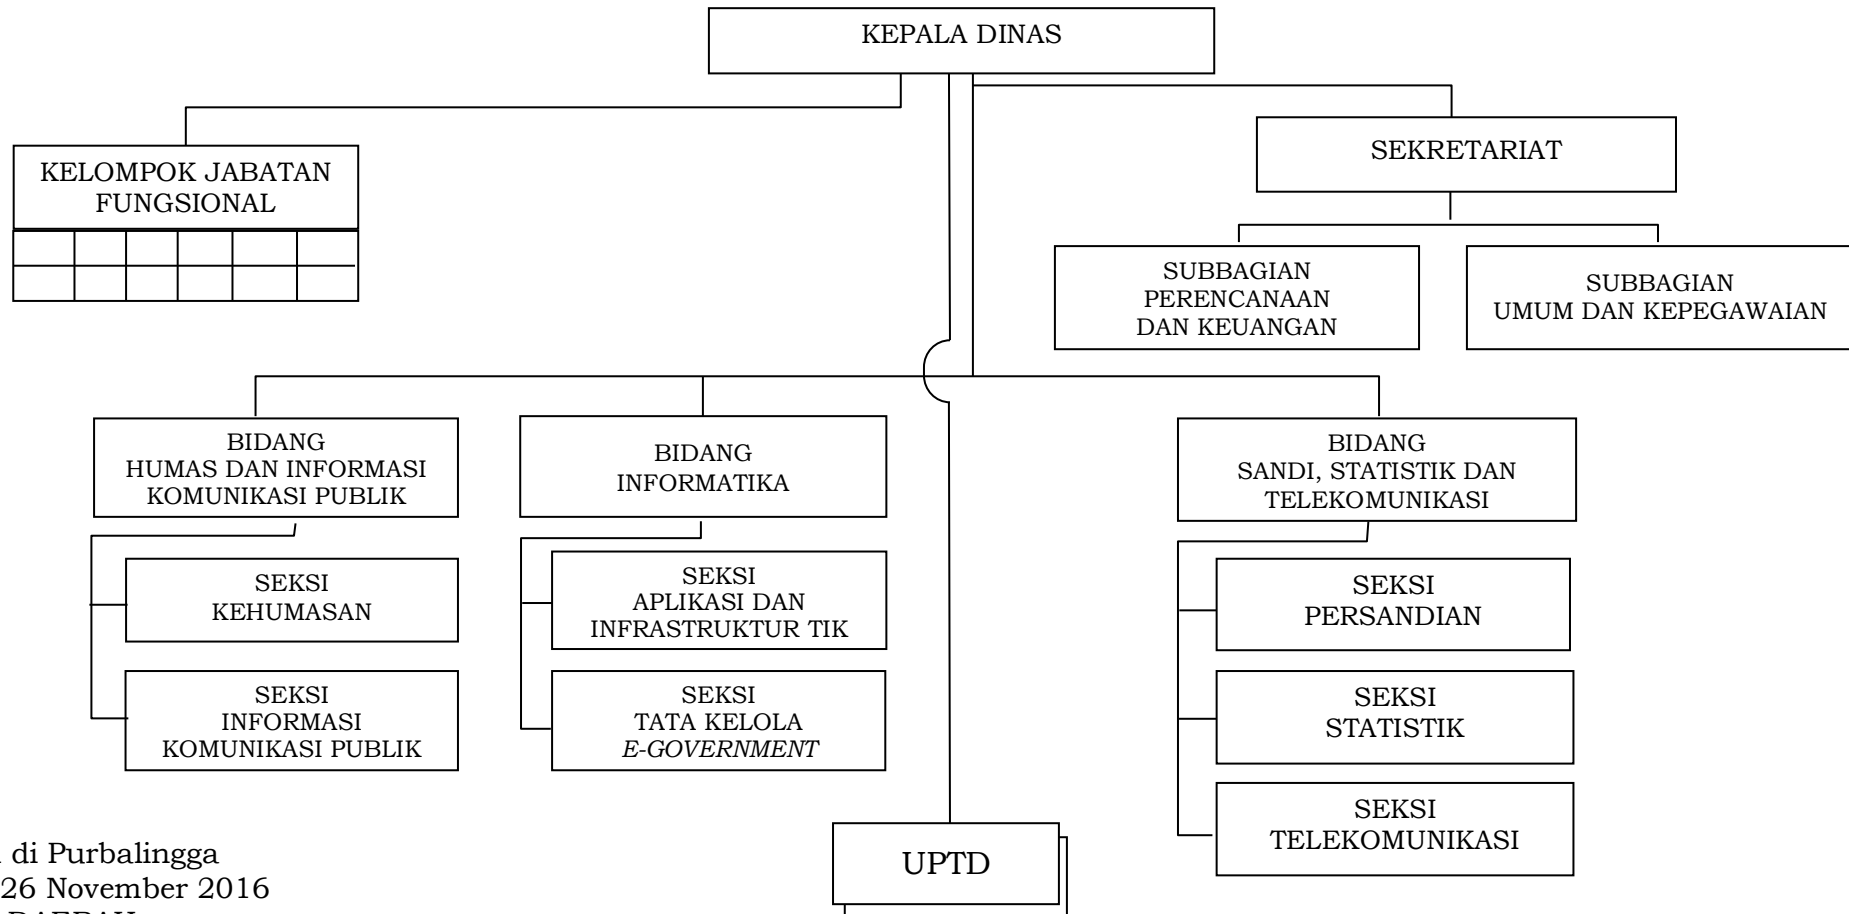 KEPALA DINAS
KELOMPOK JABATAN
FUNGSIONAL
SEKRETARIAT
SUBBAGIAN
PERENCANAAN
DAN KEUANGAN
SUBBAGIAN
UMUM DAN KEPEGAWAIAN
BIDANG
HUMAS DAN INFORMASI
KOMUNIKASI PUBLIK
BIDANG
INFORMATIKA
BIDANG
SANDI, STATISTIK DAN
TELEKOMUNIKASI
SEKSI
KEHUMASAN
SEKSI
INFORMASI
KOMUNIKASI PUBLIK
SEKSI
APLIKASI DAN
INFRASTRUKTUR TIK
SEKSI
TATA KELOLA
E-GOVERNMENT
SEKSI
PERSANDIAN
SEKSI
STATISTIK
SEKSI
TELEKOMUNIKASI
UPTD
di Purbalingga
26 November 2016
DAERAH